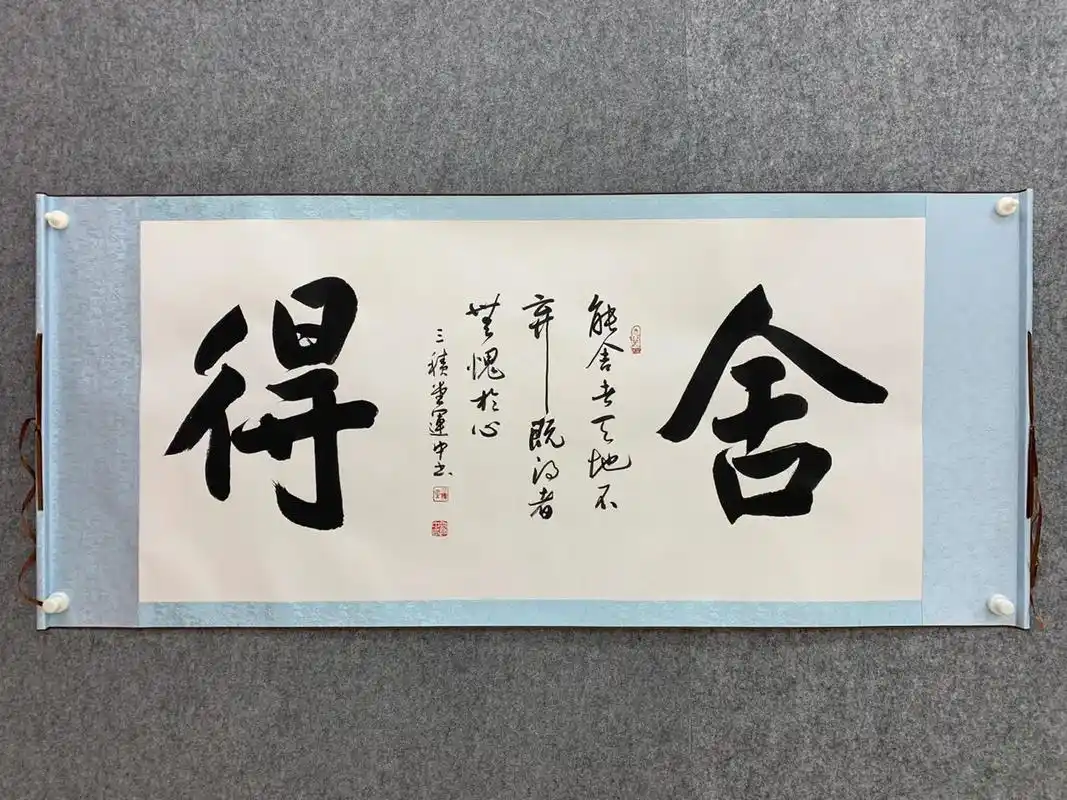 舍
能舍者天地不
弃既得者
無愧於心
三積堂運中书
得